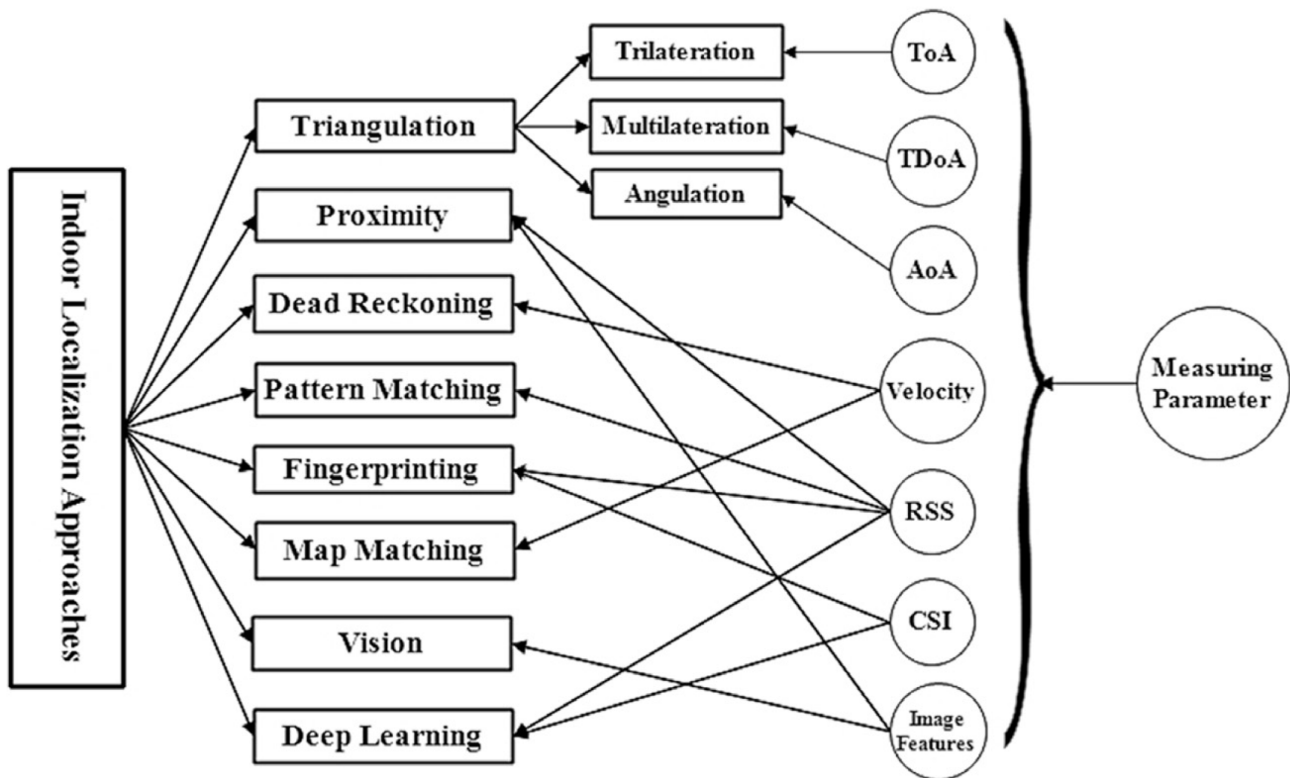 Indoor Localization Approaches
Triangulation
Proximity
Dead Reckoning
Pattern Matching
Fingerprinting
Map Matching
Vision
Deep Learning
Trilateration
Multilateration
Angulation
ToA
TDoA
AoA
Velocity
RSS
CSI
Image
Features
Measuring
Parameter